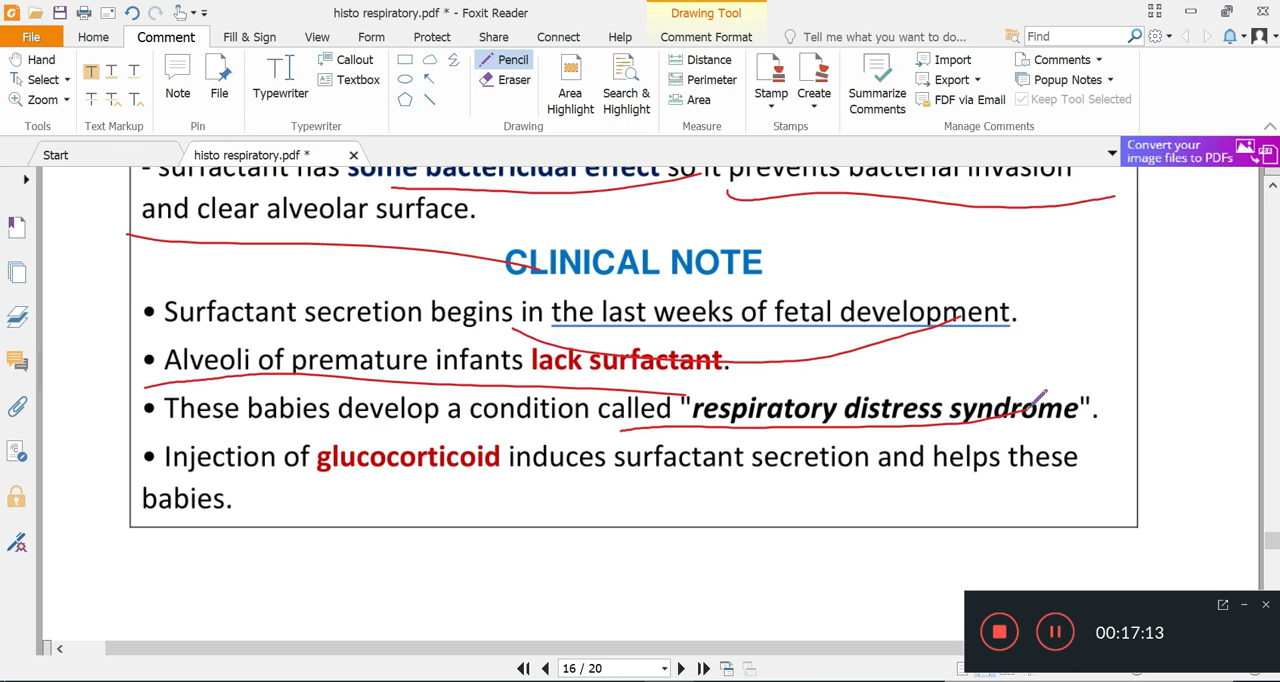 histo respiratory.pdf * - Foxit Reader
Drawing Tool
File Home Comment Fill & Sign View Form Protect Share Connect Help Comment Format Tell me what you want to do... Find
Hand Callout Pencil Distance Import Comments
Select Textbox Eraser Perimeter Export Popup Notes
Zoom Note File Typewriter Area Highlight Search & Highlight Area Stamp Create Summarize Comments FDF via Email Keep Tool Selected
Tools Text Markup Pin Typewriter Drawing Measure Stamps Manage Comments
Start histo respiratory.pdf * Convert your
image files to PDFs
- surfactant has some bactericidal effect so it prevents bacterial invasion
and clear alveolar surface.
CLINICAL NOTE
• Surfactant secretion begins in the last weeks of fetal development.
• Alveoli of premature infants lack surfactant.
• These babies develop a condition called "respiratory distress syndrome".
• Injection of glucocorticoid induces surfactant secretion and helps these
babies.
00:17:13
16 / 20